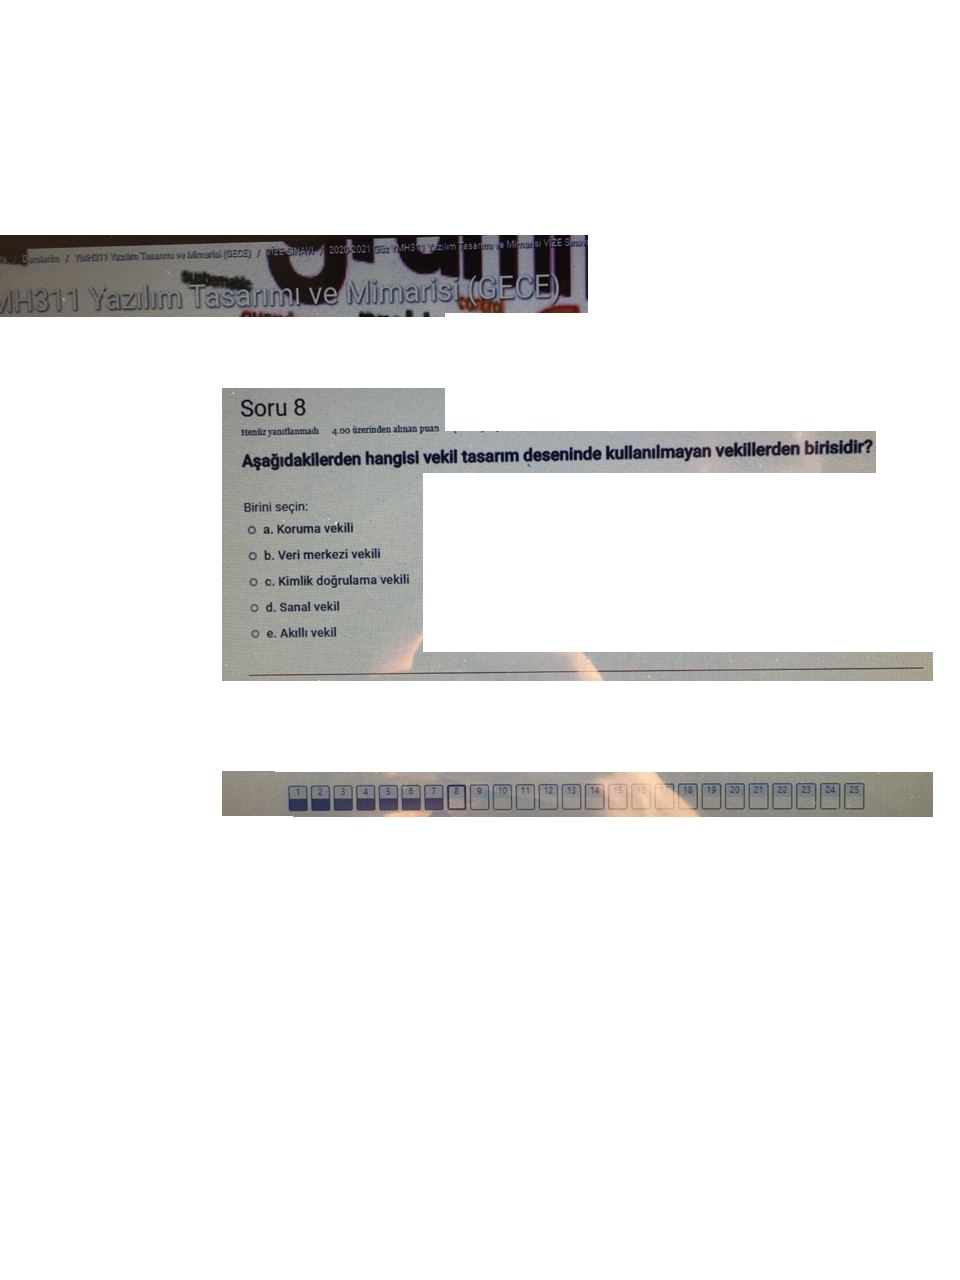 / Derslerim / YMH311 Yazılım Tasarımı ve Mimarisi (GECE) / VİZE SINAVI / 2020-2021 Güz YMH311 Yazılım Tasarımı ve Mimarisi VİZE Sınavı
MH311 Yazılım Tasarımı ve Mimarisi (GECE)
Soru 8
Henüz yanıtlanmadı 4.00 üzerinden alınan puan
Aşağıdakilerden hangisi vekil tasarım deseninde kullanılmayan vekillerden birisidir?
Birini seçin:
a. Koruma vekili
b. Veri merkezi vekili
c. Kimlik doğrulama vekili
d. Sanal vekil
e. Akıllı vekil
1 2 3 4 5 6 7 8 9 10 11 12 13 14 15 16 17 18 19 20 21 22 23 24 25